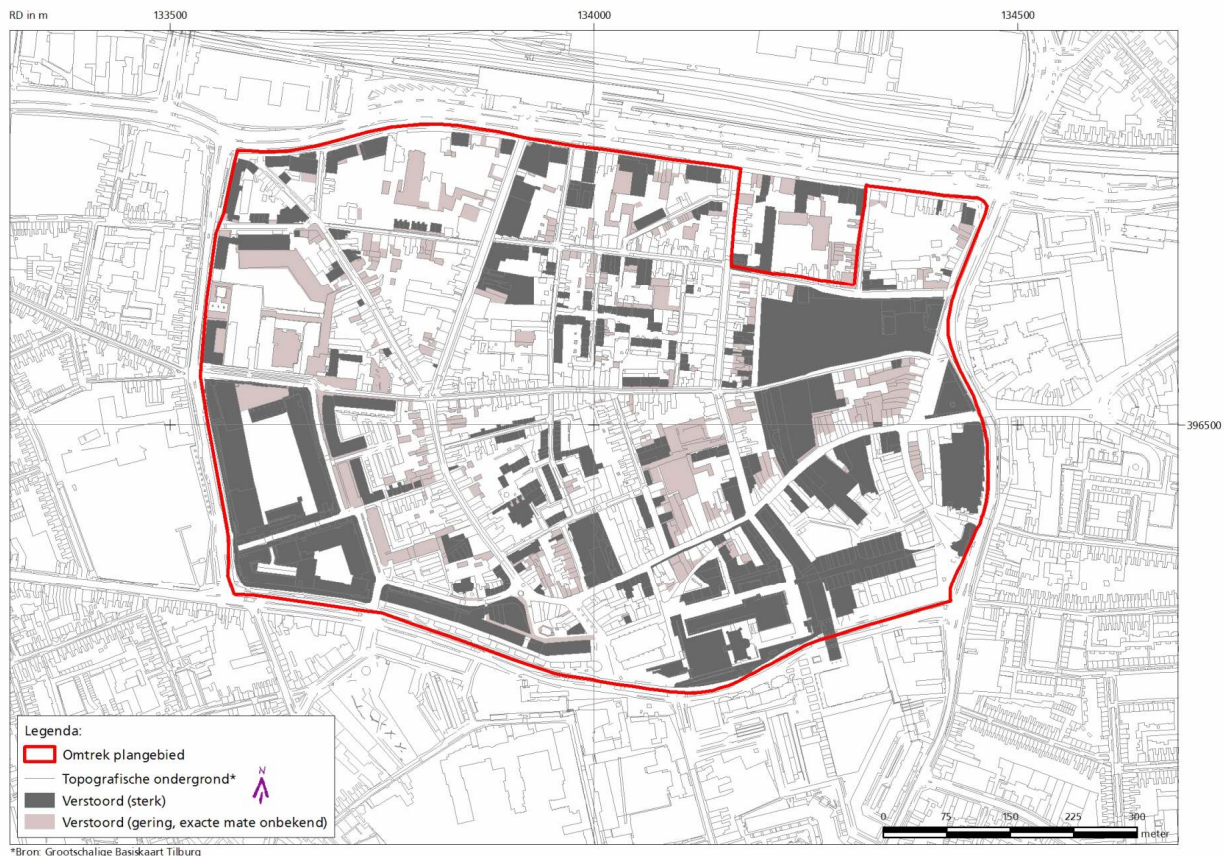 RD in m
133500
134000
134500
396500
Legenda:
Omtrek plangebied
Topografische ondergrond*
Verstoord (sterk)
Verstoord (gering, exacte mate onbekend)
N
0 75 150 225 300
meter
*Bron: Grootschalige Basiskaart Tilburg